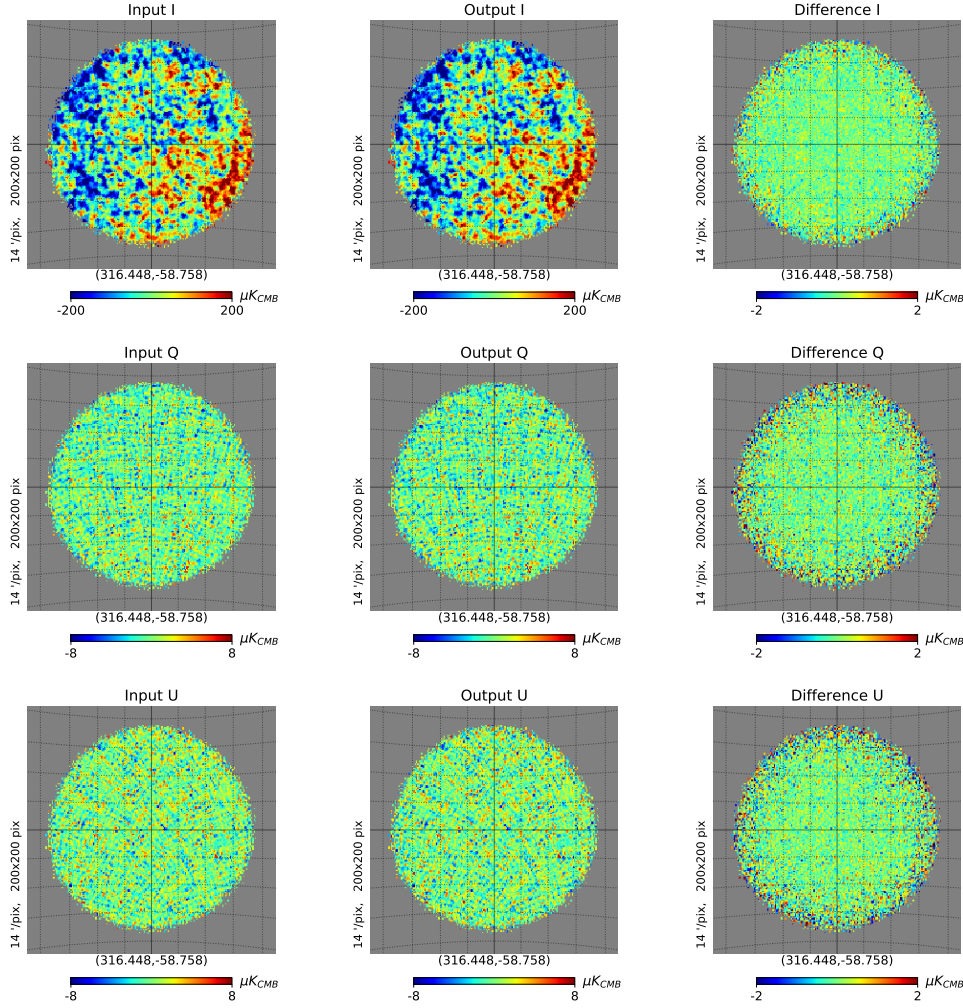 Input I
Output I
Difference I
14 '/pix, 200x200 pix
14 '/pix, 200x200 pix
14 '/pix, 200x200 pix
(316.448,-58.758)
(316.448,-58.758)
(316.448,-58.758)
-200 200 μK_CMB
-200 200 μK_CMB
-2 2 μK_CMB
Input Q
Output Q
Difference Q
14 '/pix, 200x200 pix
14 '/pix, 200x200 pix
14 '/pix, 200x200 pix
(316.448,-58.758)
(316.448,-58.758)
(316.448,-58.758)
-8 8 μK_CMB
-8 8 μK_CMB
-2 2 μK_CMB
Input U
Output U
Difference U
14 '/pix, 200x200 pix
14 '/pix, 200x200 pix
14 '/pix, 200x200 pix
(316.448,-58.758)
(316.448,-58.758)
(316.448,-58.758)
-8 8 μK_CMB
-8 8 μK_CMB
-2 2 μK_CMB